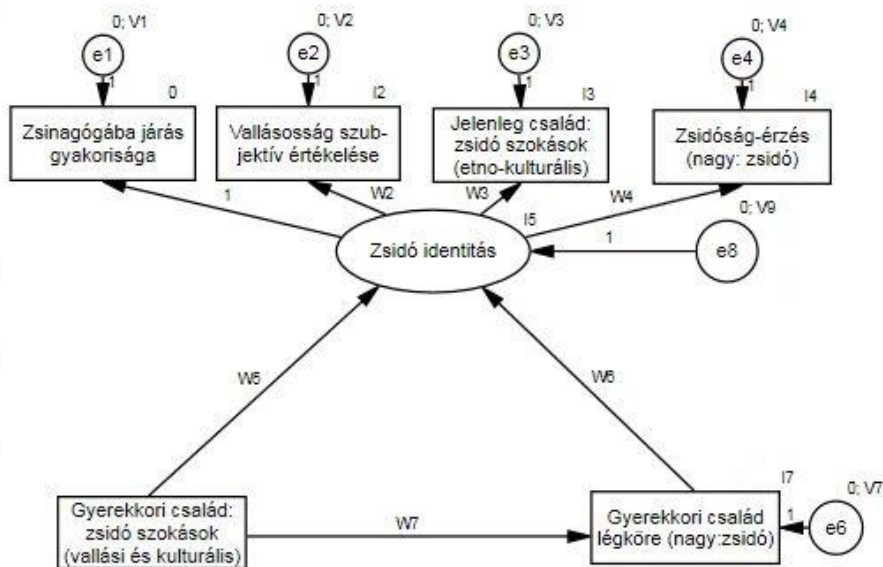 0; V1
0; V2
0; V3
0; V4
e1
e2
e3
e4
1
1
1
1
0
I2
I3
I4
Zsinagógába járás
gyakorisága
Vallásosság szub-
jektív értékelése
Jelenleg család:
zsidó szokások
(etno-kulturális)
Zsidóság-érzés
(nagy: zsidó)
1
W2
W3
W4
I5
0; V9
Zsidó identitás
1
e8
W5
W6
I7
0; V7
Gyerekkori család:
zsidó szokások
(vallási és kulturális)
W7
Gyerekkori család
légköre (nagy:zsidó)
1
e6